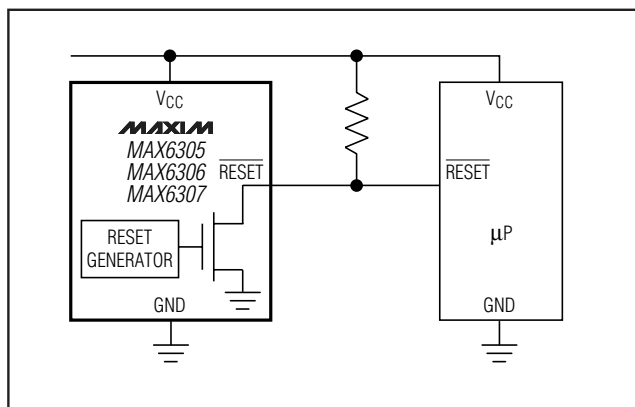 VCC
VCC
MAXIM
MAX6305
MAX6306
MAX6307
RESET
RESET
RESET
GENERATOR
μP
GND
GND